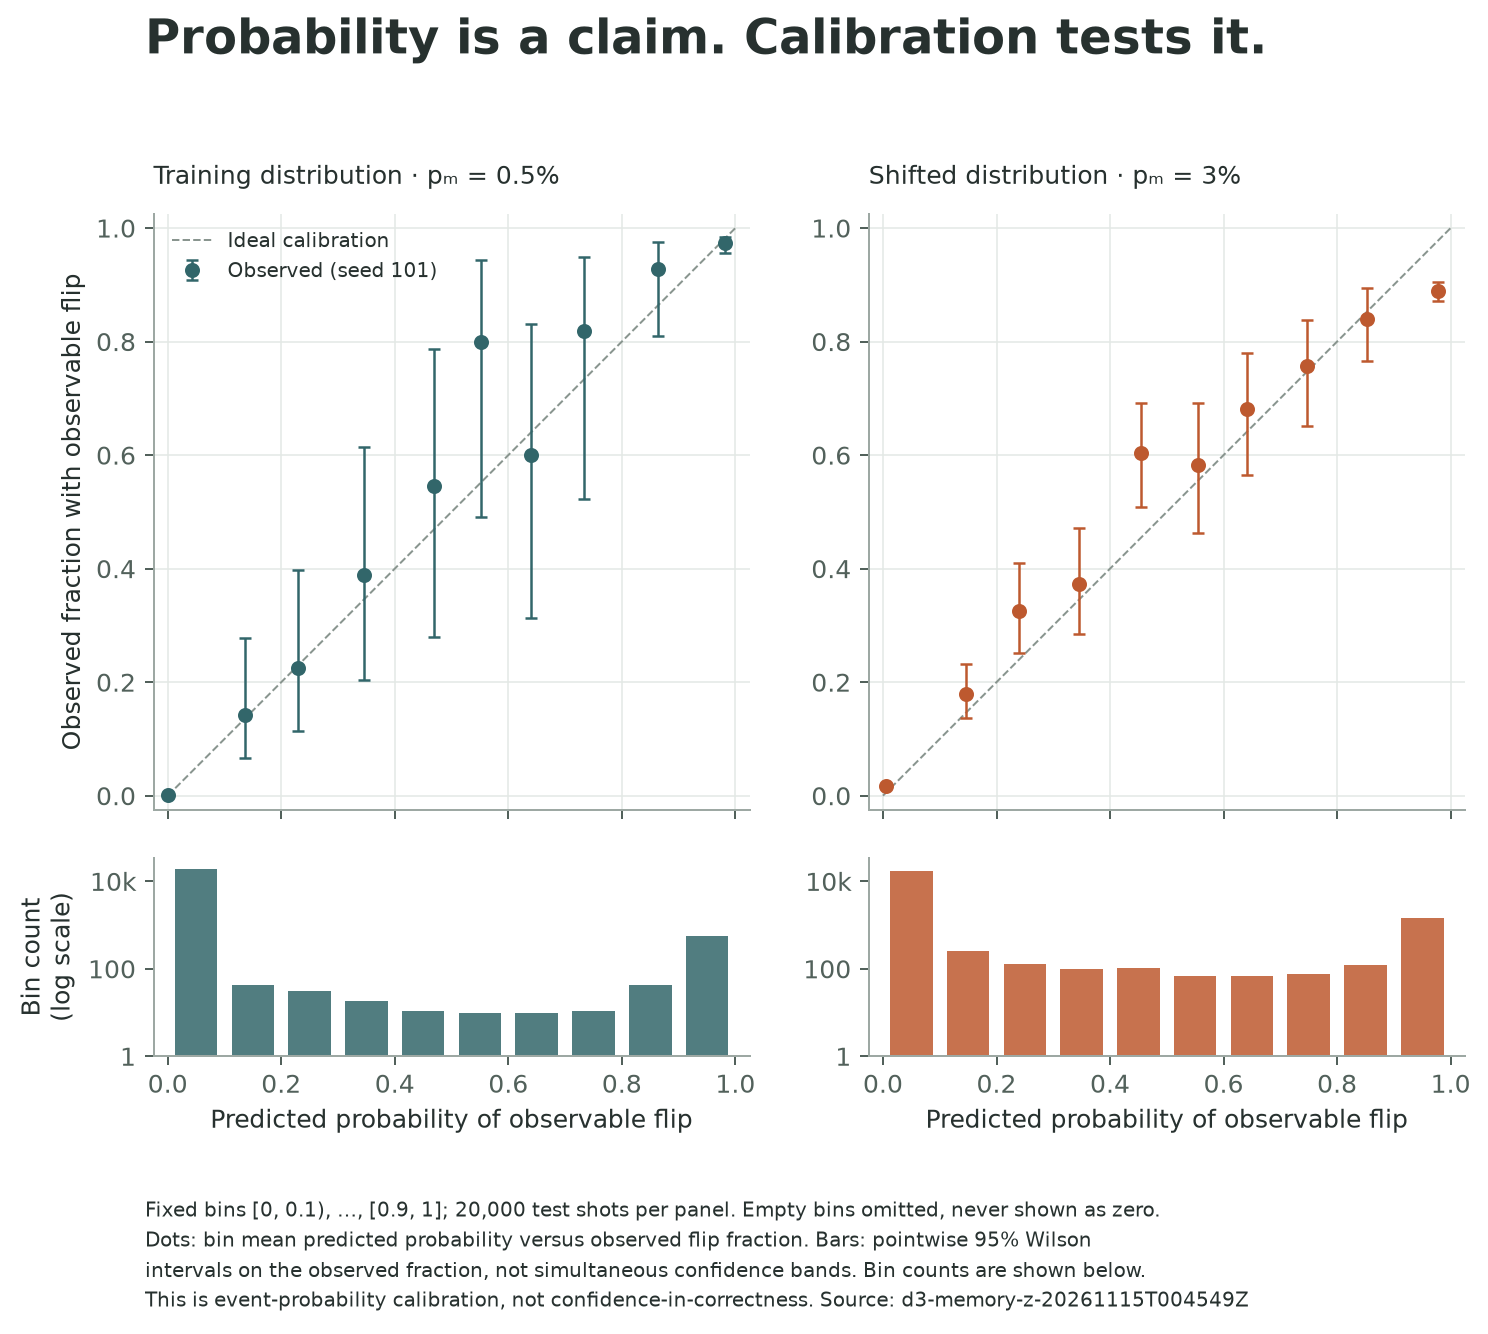 Probability is a claim. Calibration tests it.
Training distribution · pₘ = 0.5%
Shifted distribution · pₘ = 3%
Observed fraction with observable flip
1.0
0.8
0.6
0.4
0.2
0.0
Ideal calibration
Observed (seed 101)
1.0
0.8
0.6
0.4
0.2
0.0
Bin count
(log scale)
10k
100
1
0.0 0.2 0.4 0.6 0.8 1.0
Predicted probability of observable flip
10k
100
1
0.0 0.2 0.4 0.6 0.8 1.0
Predicted probability of observable flip
Fixed bins [0, 0.1), …, [0.9, 1]; 20,000 test shots per panel. Empty bins omitted, never shown as zero.
Dots: bin mean predicted probability versus observed flip fraction. Bars: pointwise 95% Wilson
intervals on the observed fraction, not simultaneous confidence bands. Bin counts are shown below.
This is event-probability calibration, not confidence-in-correctness. Source: d3-memory-z-20261115T004549Z